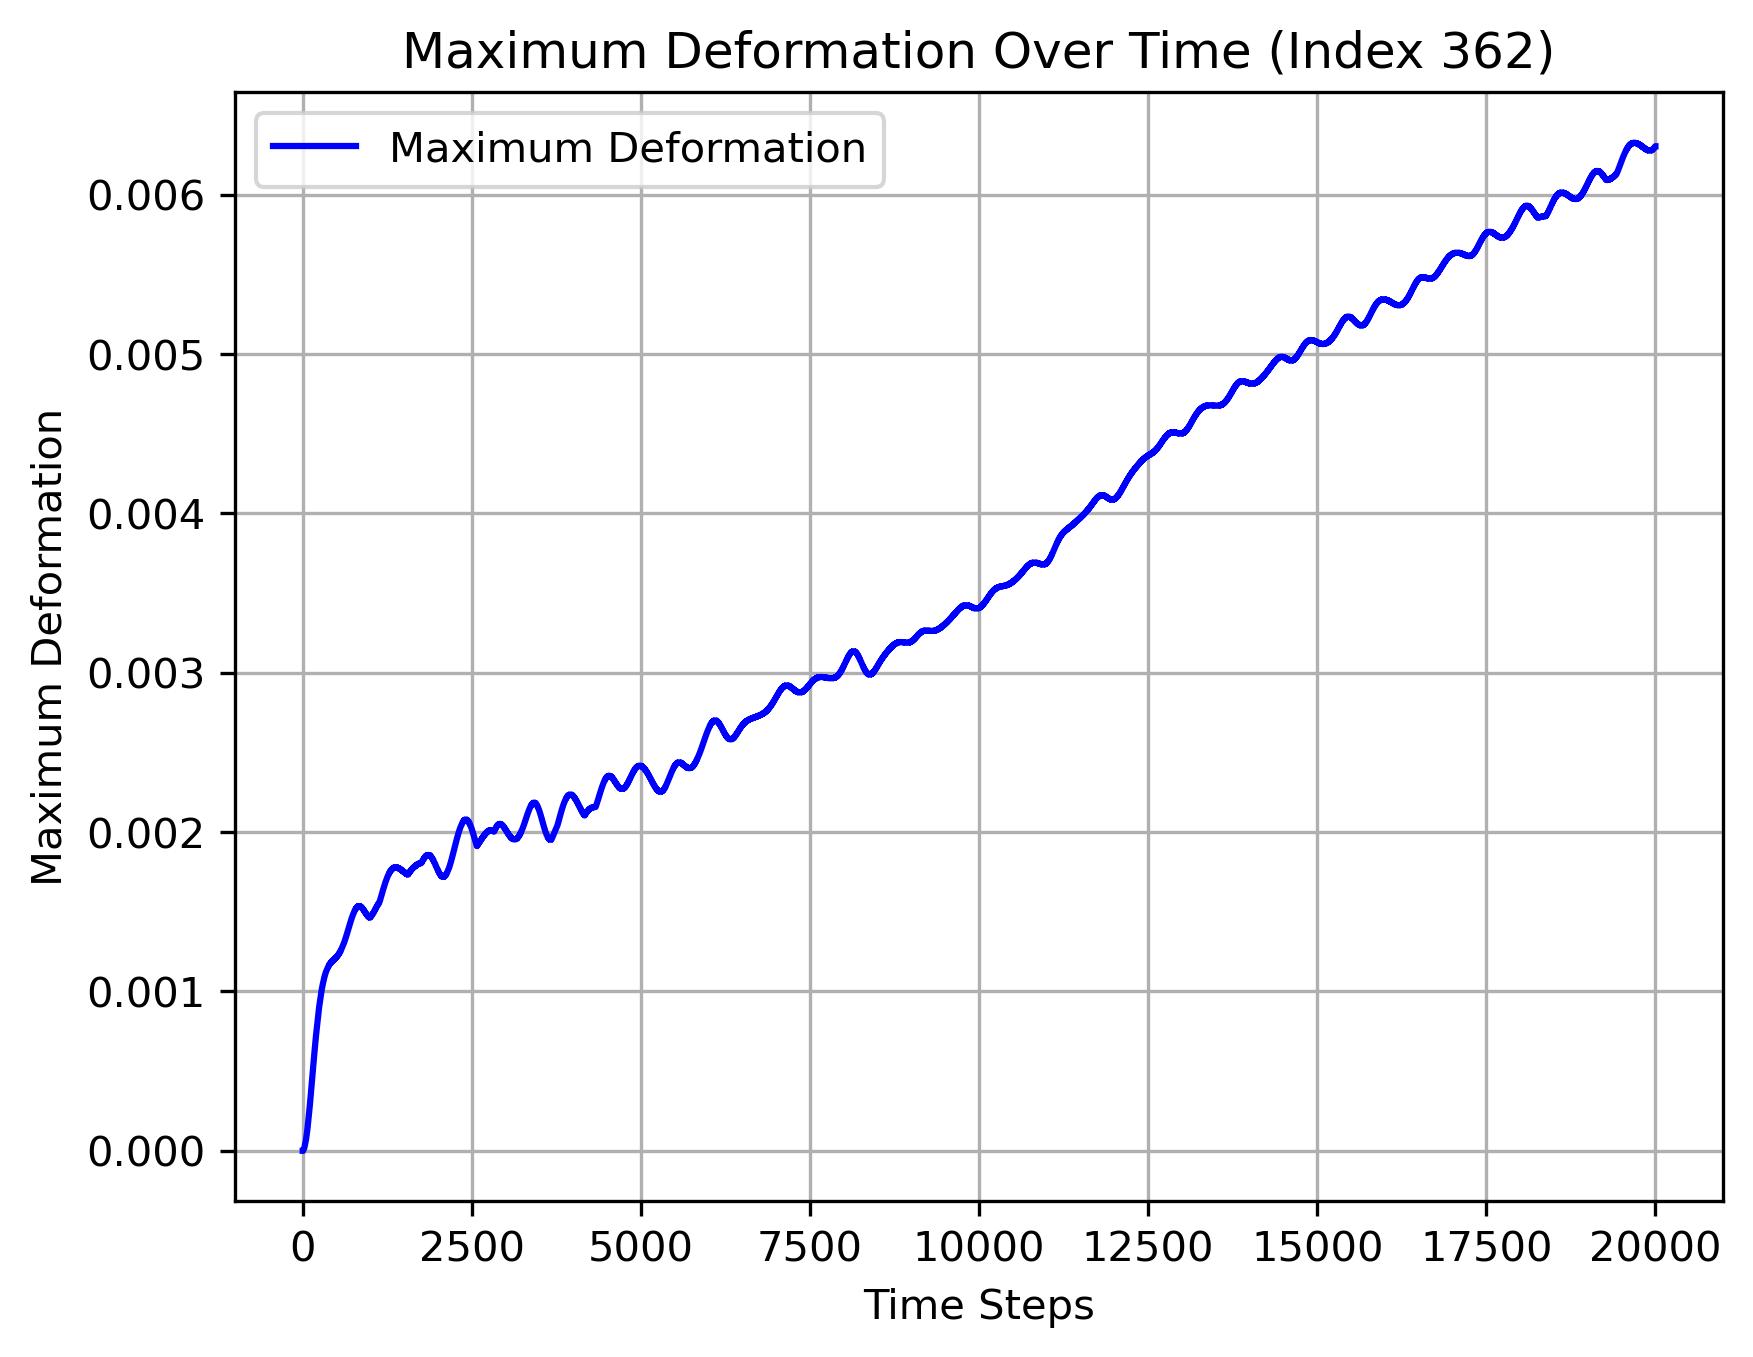 Maximum Deformation Over Time (Index 362)
Maximum Deformation
0.006
0.005
0.004
0.003
0.002
0.001
0.000
Maximum Deformation
0 2500 5000 7500 10000 12500 15000 17500 20000
Time Steps